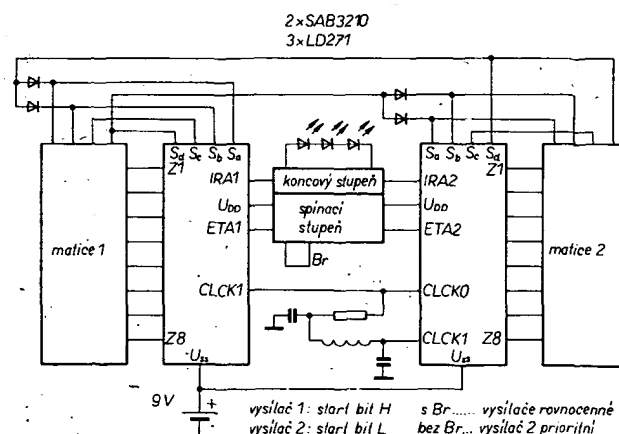 2×SAB3210
3×LD271
Sd Sc Sb Sa
Sa Sb Sc Sd
Z1
Z1
IRA1
koncový stupeň
IRA2
UDD
UDD
spínací
stupeň
ETA1
ETA2
matice 1
matice 2
Br
CLCK1
CLCK0
CLCK1
Z8
Z8
Uss
Uss
9V
+
-
vysílač 1: start bit H
s Br...... vysílače rovnocenné
vysílač 2: start bit L
bez Br... vysílač 2 prioritní